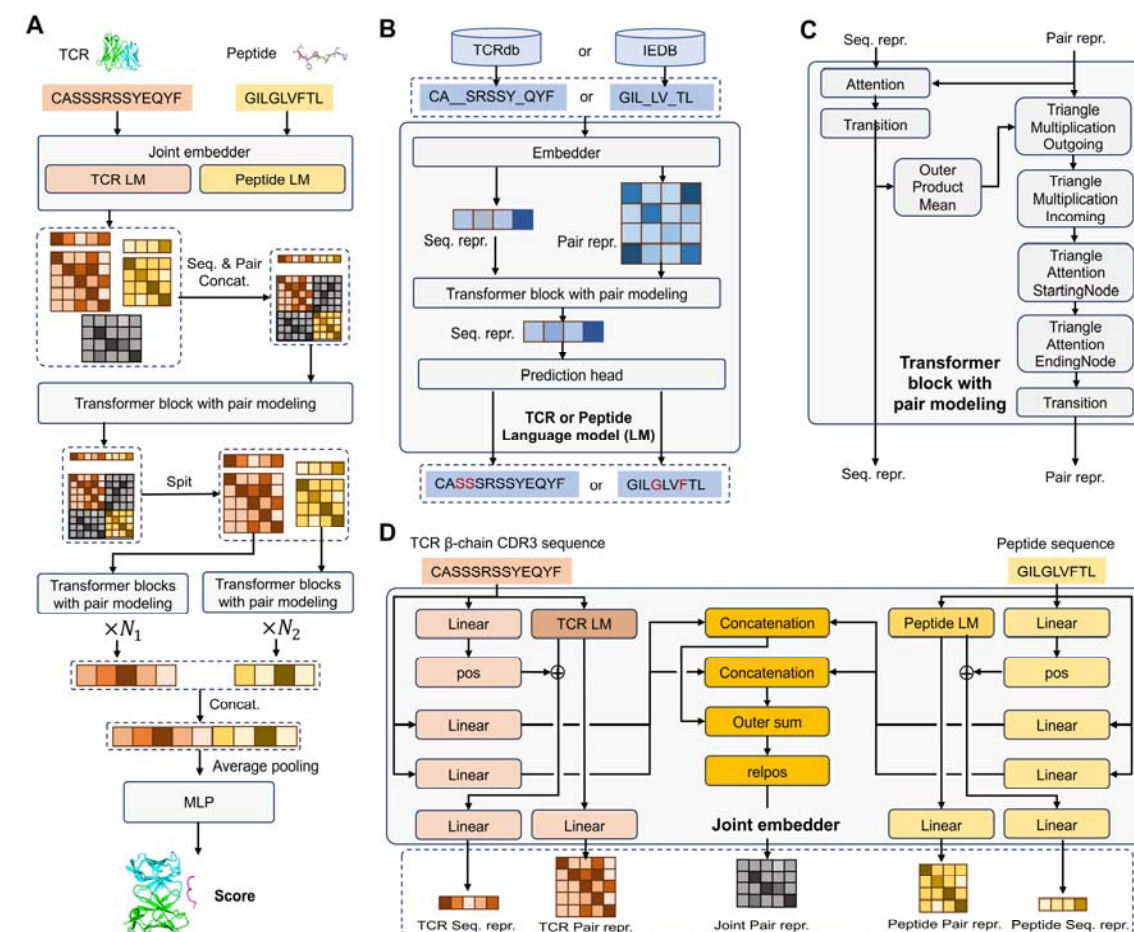 A
TCR
Peptide
CASSSRSSYEQYF
GILGLVFTL
Joint embedder
TCR LM
Peptide LM
Seq. & Pair
Concat.
Transformer block with pair modeling
Spit
Transformer blocks
with pair modeling
Transformer blocks
with pair modeling
×N1
×N2
Concat.
Average pooling
MLP
Score
B
TCRdb
or
IEDB
CA__SRSSY_QYF
or
GIL_LV_TL
Embedder
Seq. repr.
Pair repr.
Transformer block with pair modeling
Seq. repr.
Prediction head
TCR or Peptide
Language model (LM)
CASSSRSSYEQYF
or
GILGLVFTL
C
Seq. repr.
Pair repr.
Attention
Transition
Triangle
Multiplication
Outgoing
Outer
Product
Mean
Triangle
Multiplication
Incoming
Triangle
Attention
StartingNode
Triangle
Attention
EndingNode
Transformer
block with
pair modeling
Transition
Seq. repr.
Pair repr.
D
TCR β-chain CDR3 sequence
Peptide sequence
CASSSRSSYEQYF
GILGLVFTL
Linear
TCR LM
Concatenation
Peptide LM
Linear
pos
Concatenation
pos
Linear
Outer sum
Linear
Linear
relpos
Linear
Linear
Linear
Joint embedder
Linear
Linear
TCR Seq. repr.
TCR Pair repr.
Joint Pair repr.
Peptide Pair repr.
Peptide Seq. repr.